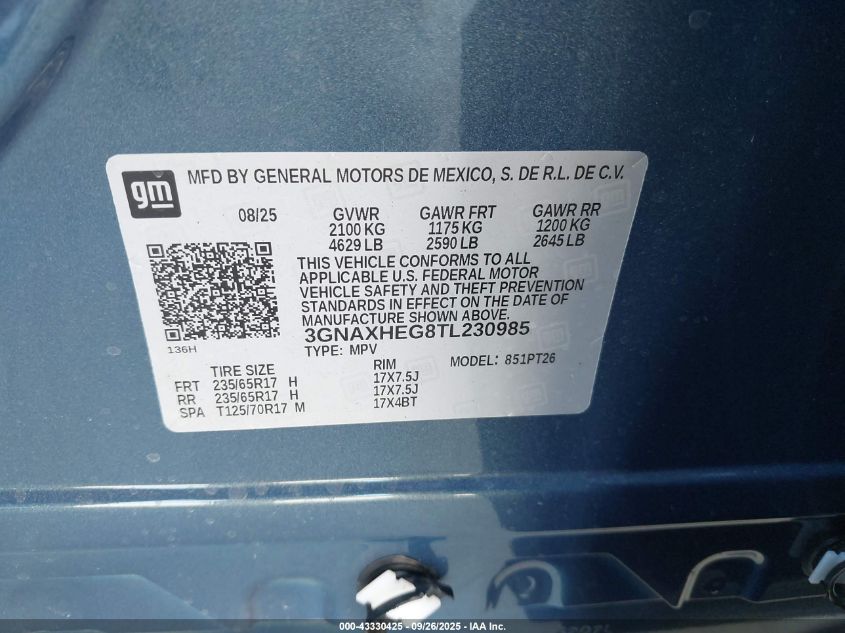 gm
MFD BY GENERAL MOTORS DE MEXICO, S. DE R.L. DE C.V.
08/25 GVWR GAWR FRT GAWR RR
2100 KG 1175 KG 1200 KG
4629 LB 2590 LB 2645 LB
THIS VEHICLE CONFORMS TO ALL
APPLICABLE U.S. FEDERAL MOTOR
VEHICLE SAFETY AND THEFT PREVENTION
STANDARDS IN EFFECT ON THE DATE OF
MANUFACTURE SHOWN ABOVE.
136H
3GNAXHEG8TL230985
TYPE: MPV MODEL: 851PT26
TIRE SIZE RIM
FRT 235/65R17 H 17X7.5J
RR 235/65R17 H 17X7.5J
SPA T125/70R17 M 17X4BT
000-43330425 - 09/26/2025 - IAA Inc.